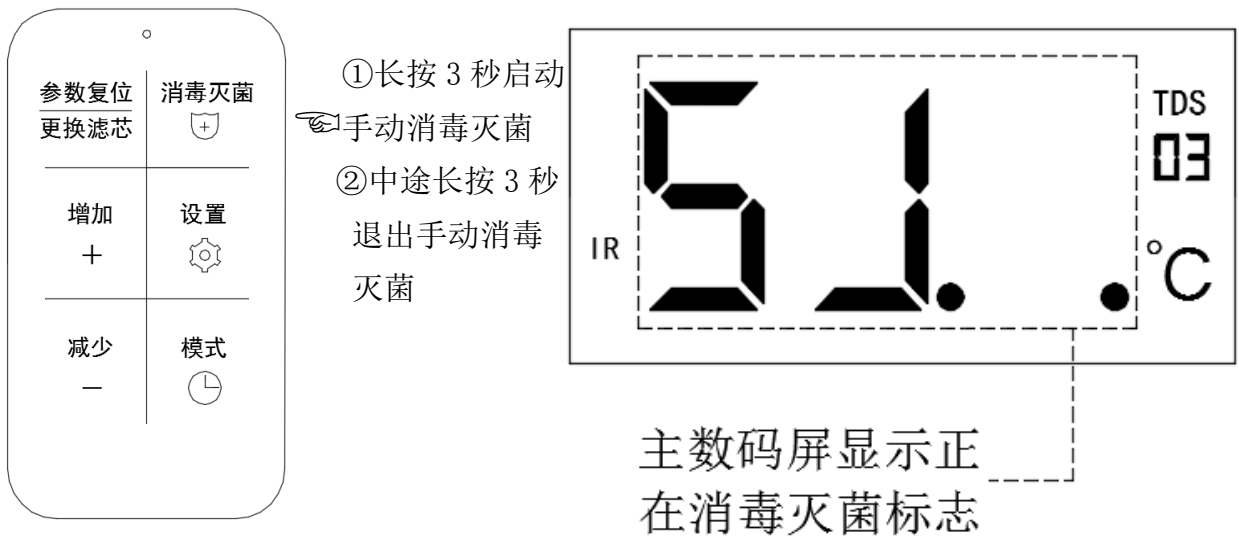 参数复位
更换滤芯
消毒灭菌
增加
+
设置
减少
－
模式
①长按 3 秒启动
手动消毒灭菌
②中途长按 3 秒
退出手动消毒
灭菌
IR
5J. .
TDS
03
°C
主数码屏显示正
在消毒灭菌标志